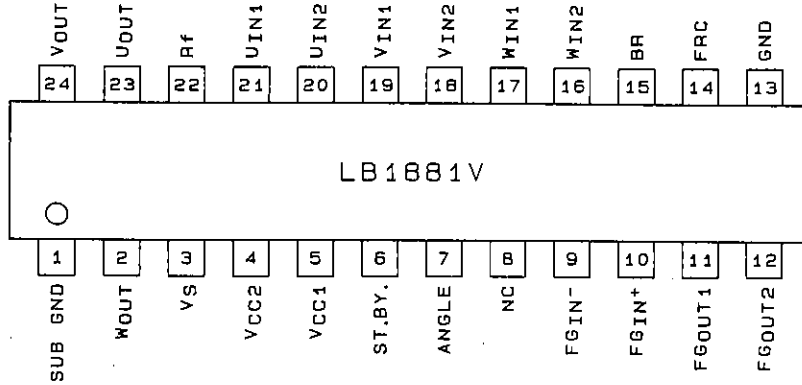 VOUT UOUT Rf UIN1 UIN2 VIN1 VIN2 WIN1 WIN2 BR FRC GND
24 23 22 21 20 19 18 17 16 15 14 13
LB1881V
1 2 3 4 5 6 7 8 9 10 11 12
SUB GND WOUT VS VCC2 VCC1 ST.BY. ANGLE NC FGIN- FGIN+ FGOUT1 FGOUT2